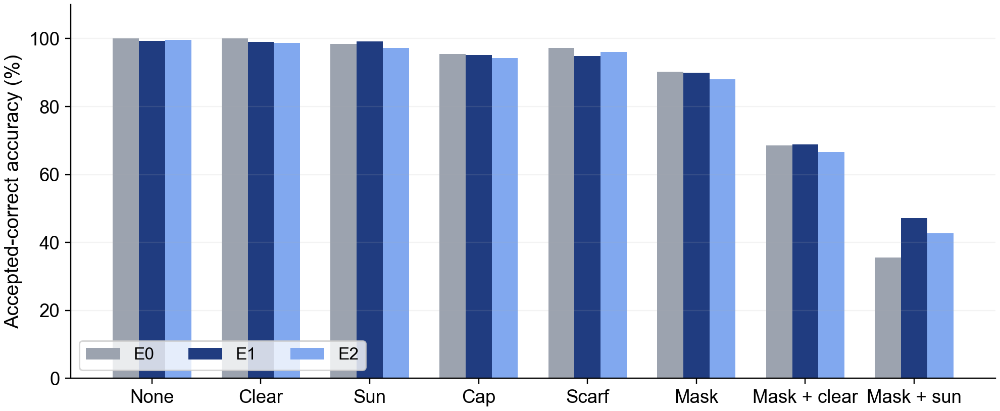 Accepted-correct accuracy (%)
100
80
60
40
20
0
E0 E1 E2
None Clear Sun Cap Scarf Mask Mask + clear Mask + sun